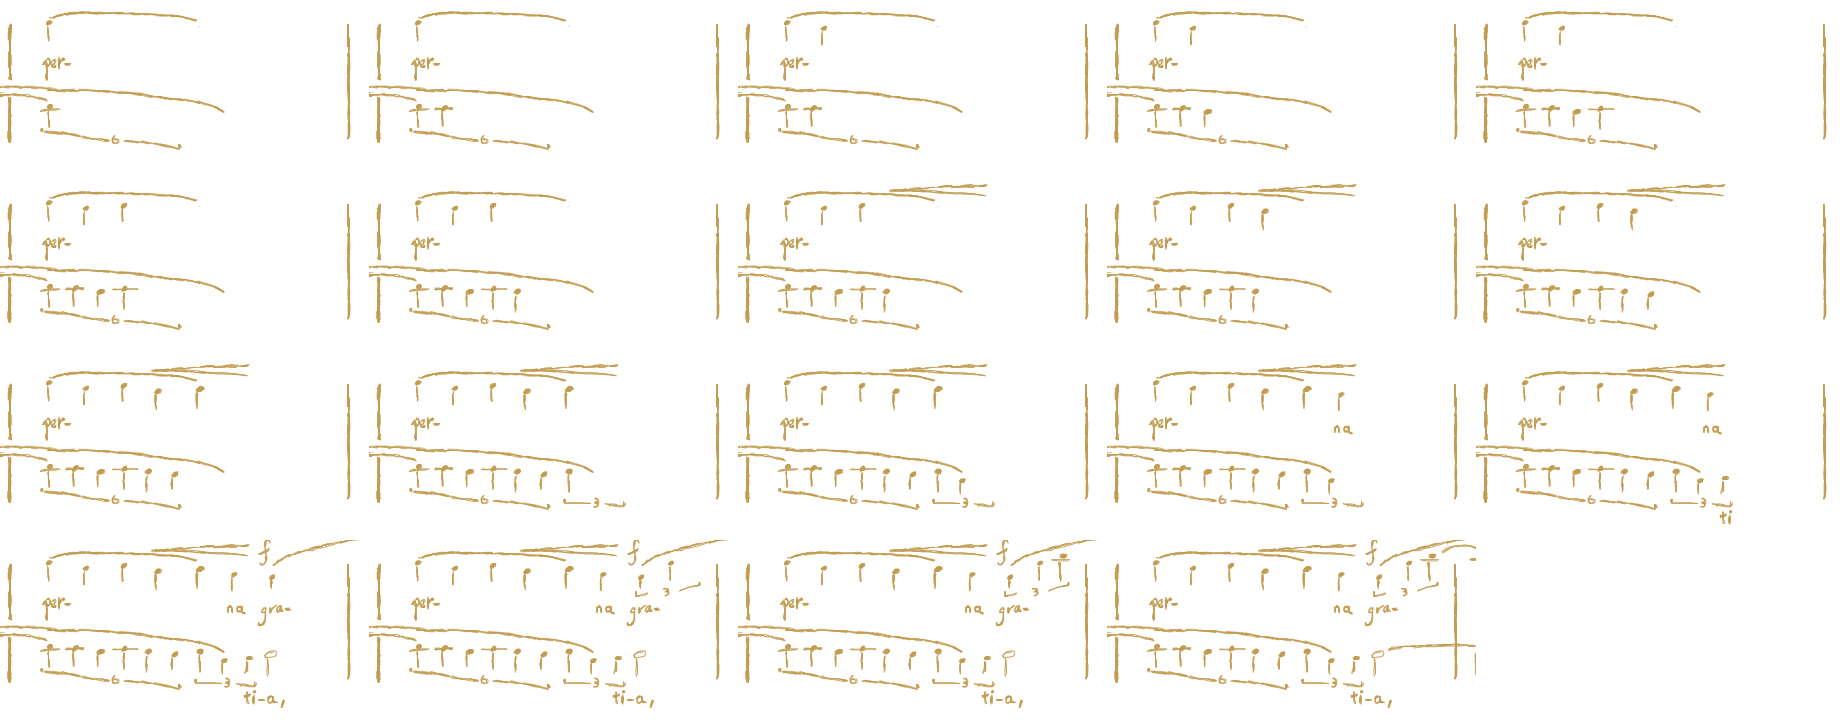 per- per- per- per- per-
6 6 6 6 6
per- per- per- per- per-
6 6 6 6 6
per- per- per- per- per-
na na
6 6 3 6 3 6 3 6 3
ti
f f f f
3 3 3
per- na gra- per- na gra- per- na gra- per- na gra-
6 3 6 3 6 3 6 3
ti-a, ti-a, ti-a, ti-a,